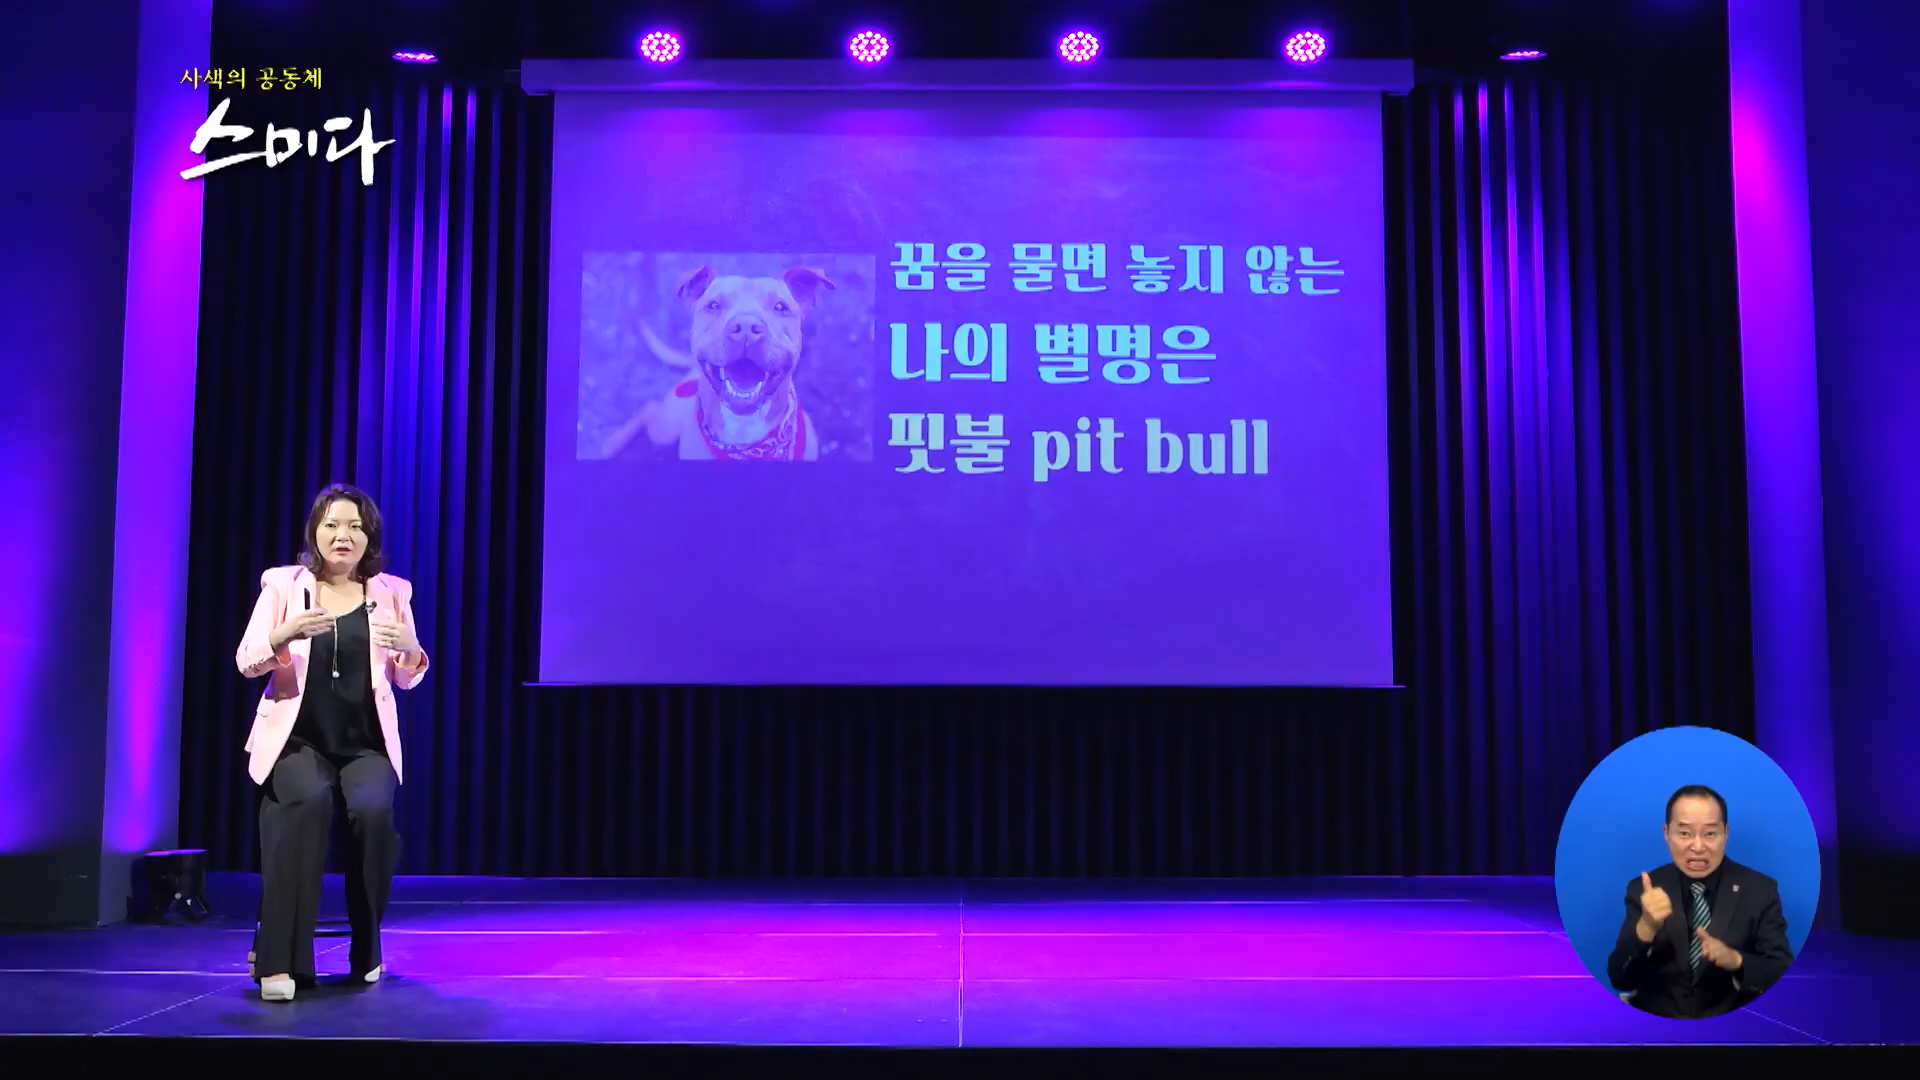 사색의 공동체
스미다
꿈을 물면 놓지 않는
나의 별명은
핏불 pit bull